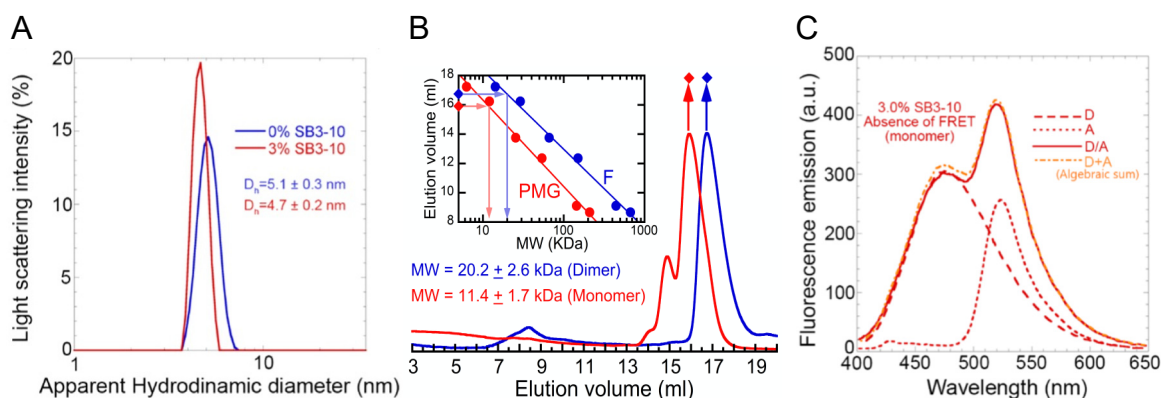 A
20
15
10
5
0
Light scattering intensity (%)
0% SB3-10
3% SB3-10
Dₕ=5.1 ± 0.3 nm
Dₕ=4.7 ± 0.2 nm
1
10
Apparent Hydrodinamic diameter (nm)
B
18
16
14
12
10
8
Elution volume (ml)
PMG
F
10
100
1000
MW (KDa)
MW = 20.2 ± 2.6 kDa (Dimer)
MW = 11.4 ± 1.7 kDa (Monomer)
3 5 7 9 11 13 15 17 19
Elution volume (ml)
C
500
400
300
200
100
0
Fluorescence emission (a.u.)
3.0% SB3-10
Absence of FRET
(monomer)
D
A
D/A
D+A
(Algebraic sum)
400 450 500 550 600 650
Wavelength (nm)